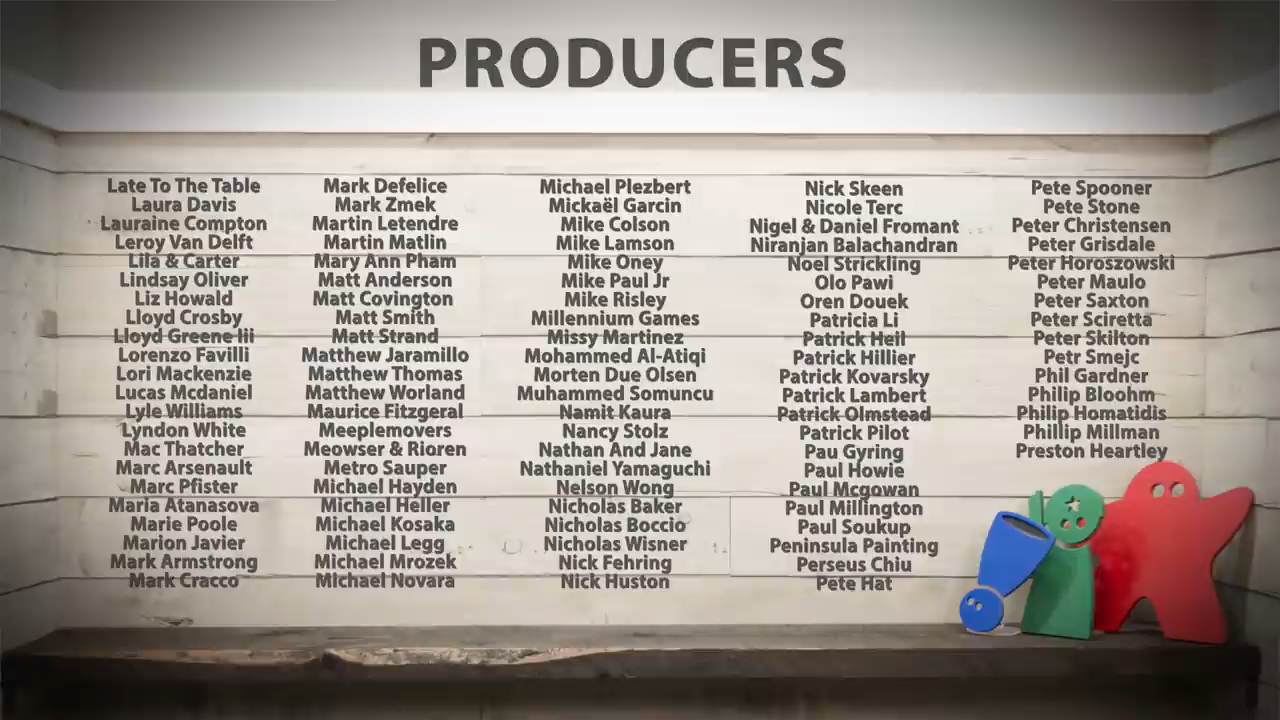 PRODUCERS
Late To The Table
Laura Davis
Lauraine Compton
Leroy Van Delft
Lila & Carter
Lindsay Oliver
Liz Howald
Lloyd Crosby
Lloyd Greene Iii
Lorenzo Favilli
Lori Mackenzie
Lucas Mcdaniel
Lyle Williams
Lyndon White
Mac Thatcher
Marc Arsenault
Marc Pfister
Maria Atanasova
Marie Poole
Marion Javier
Mark Armstrong
Mark Cracco
Mark Defelice
Mark Zmek
Martin Letendre
Martin Matlin
Mary Ann Pham
Matt Anderson
Matt Covington
Matt Smith
Matt Strand
Matthew Jaramillo
Matthew Thomas
Matthew Worland
Maurice Fitzgeral
Meeplemovers
Meowser & Rioren
Metro Sauper
Michael Hayden
Michael Heller
Michael Kosaka
Michael Legg
Michael Mrozek
Michael Novara
Michael Plezbert
Mickaël Garcin
Mike Colson
Mike Lamson
Mike Oney
Mike Paul Jr
Mike Risley
Millennium Games
Missy Martinez
Mohammed Al-Atiqi
Morten Due Olsen
Muhammed Somuncu
Namit Kaura
Nancy Stolz
Nathan And Jane
Nathaniel Yamaguchi
Nelson Wong
Nicholas Baker
Nicholas Boccio
Nicholas Wisner
Nick Fehring
Nick Huston
Nick Skeen
Nicole Terc
Nigel & Daniel Fromant
Niranjan Balachandran
Noel Strickling
Olo Pawi
Oren Douek
Patricia Li
Patrick Heil
Patrick Hillier
Patrick Kovarsky
Patrick Lambert
Patrick Olmstead
Patrick Pilot
Pau Gyring
Paul Howie
Paul Mcgowan
Paul Millington
Paul Soukup
Peninsula Painting
Perseus Chiu
Pete Hat
Pete Spooner
Pete Stone
Peter Christensen
Peter Grisdale
Peter Horoszowski
Peter Maulo
Peter Saxton
Peter Sciretta
Peter Skilton
Petr Smejc
Phil Gardner
Philip Bloohm
Philip Homatidis
Phillip Millman
Preston Heartley